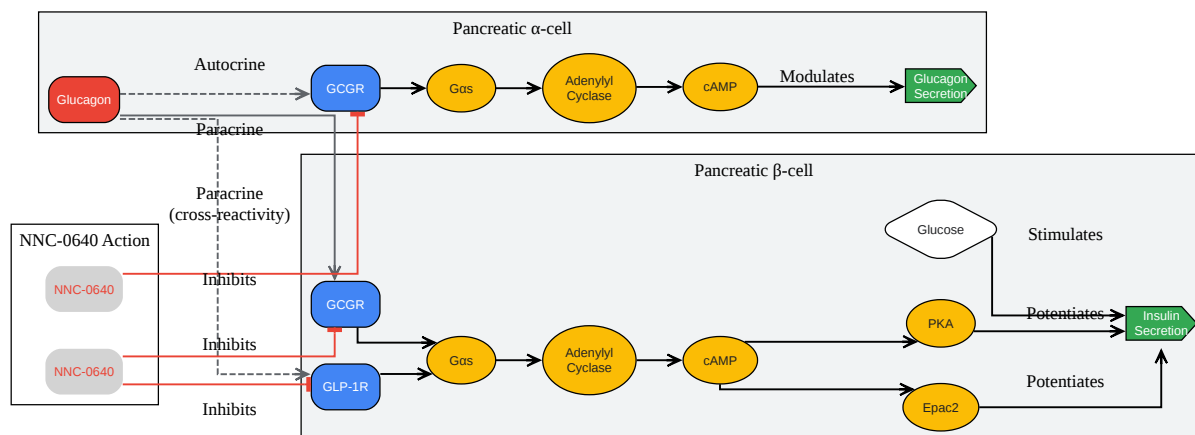 Pancreatic α-cell
Autocrine
Glucagon
GCGR
Gαs
Adenylyl
Cyclase
cAMP
Modulates
Glucagon
Secretion
Paracrine
Pancreatic β-cell
Paracrine
(cross-reactivity)
Glucose
Stimulates
NNC-0640 Action
NNC-0640
Inhibits
GCGR
Inhibits
NNC-0640
GLP-1R
Inhibits
Gαs
Adenylyl
Cyclase
cAMP
PKA
Potentiates
Insulin
Secretion
Epac2
Potentiates